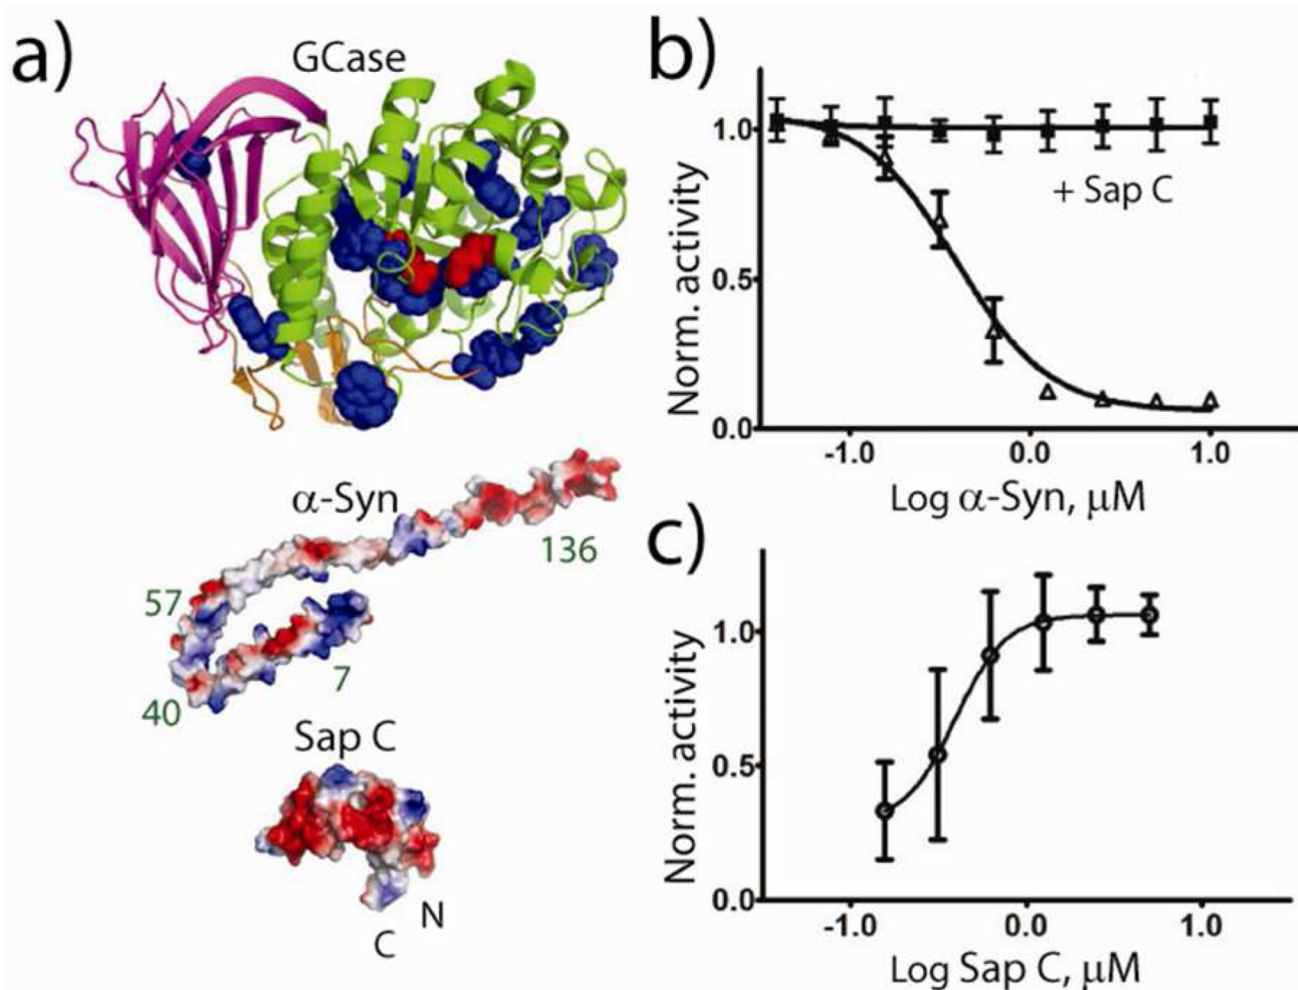 a)
GCase
α-Syn
136
57
7
40
Sap C
N
C
b)
Norm. activity
1.0
0.5
0.0
+ Sap C
-1.0 0.0 1.0
Log α-Syn, μM
c)
Norm. activity
1.0
0.5
0.0
-1.0 0.0 1.0
Log Sap C, μM